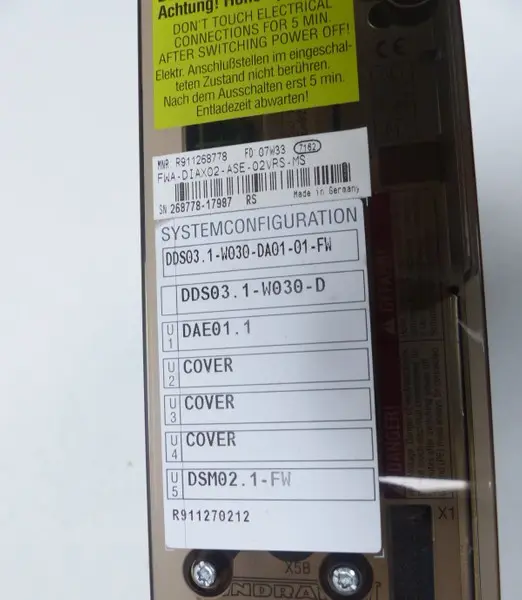 Achtung!
DON'T TOUCH ELECTRICAL
CONNECTIONS FOR 5 MIN.
AFTER SWITCHING POWER OFF!
Elektr. Anschlußstellen im eingeschal-
teten Zustand nicht berühren.
Nach dem Ausschalten erst 5 min.
Entladezeit abwarten!
CE
MNR R911268778 FD 07W33 7162
FWA-DIAX02-ASE-02VRS-MS
Made in Germany
SN 268778-17987 RS
SYSTEMCONFIGURATION
DDS03.1-W030-DA01-01-FW
DDS03.1-W030-D
U1 DAE01.1
U2 COVER
U3 COVER
U4 COVER
U5 DSM02.1-FW
R911270212
DANGER!
X1
X5B
INDRAMAT